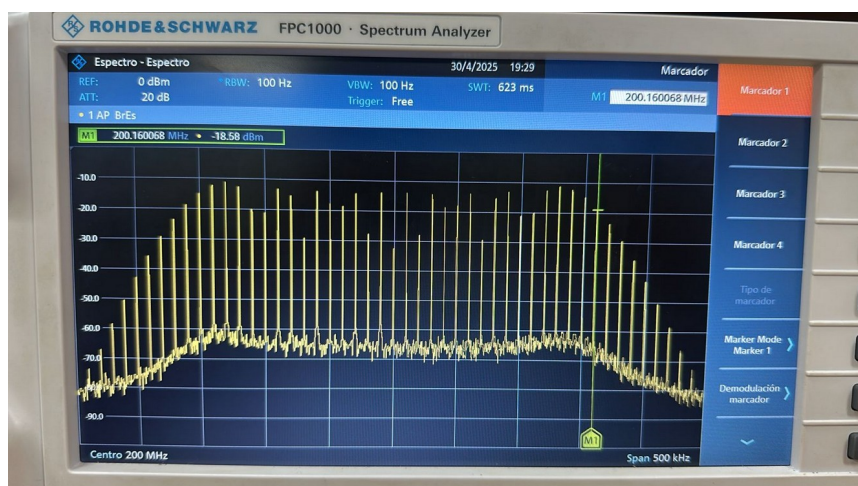 ROHDE&SCHWARZ FPC1000 · Spectrum Analyzer
Espectro - Espectro 30/4/2025 19:29 Marcador
REF: 0 dBm *RBW: 100 Hz VBW: 100 Hz SWT: 623 ms M1 200.160068 MHz
ATT: 20 dB Trigger: Free
1 AP BrEs
M1 200.160068 MHz -18.58 dBm
-10.0
-20.0
-30.0
-40.0
-50.0
-60.0
-70.0
-90.0
M1
Centro 200 MHz Span 500 kHz
Marcador 1
Marcador 2
Marcador 3
Marcador 4
Tipo de
marcador
Marker Mode
Marker 1
Demodulación
marcador